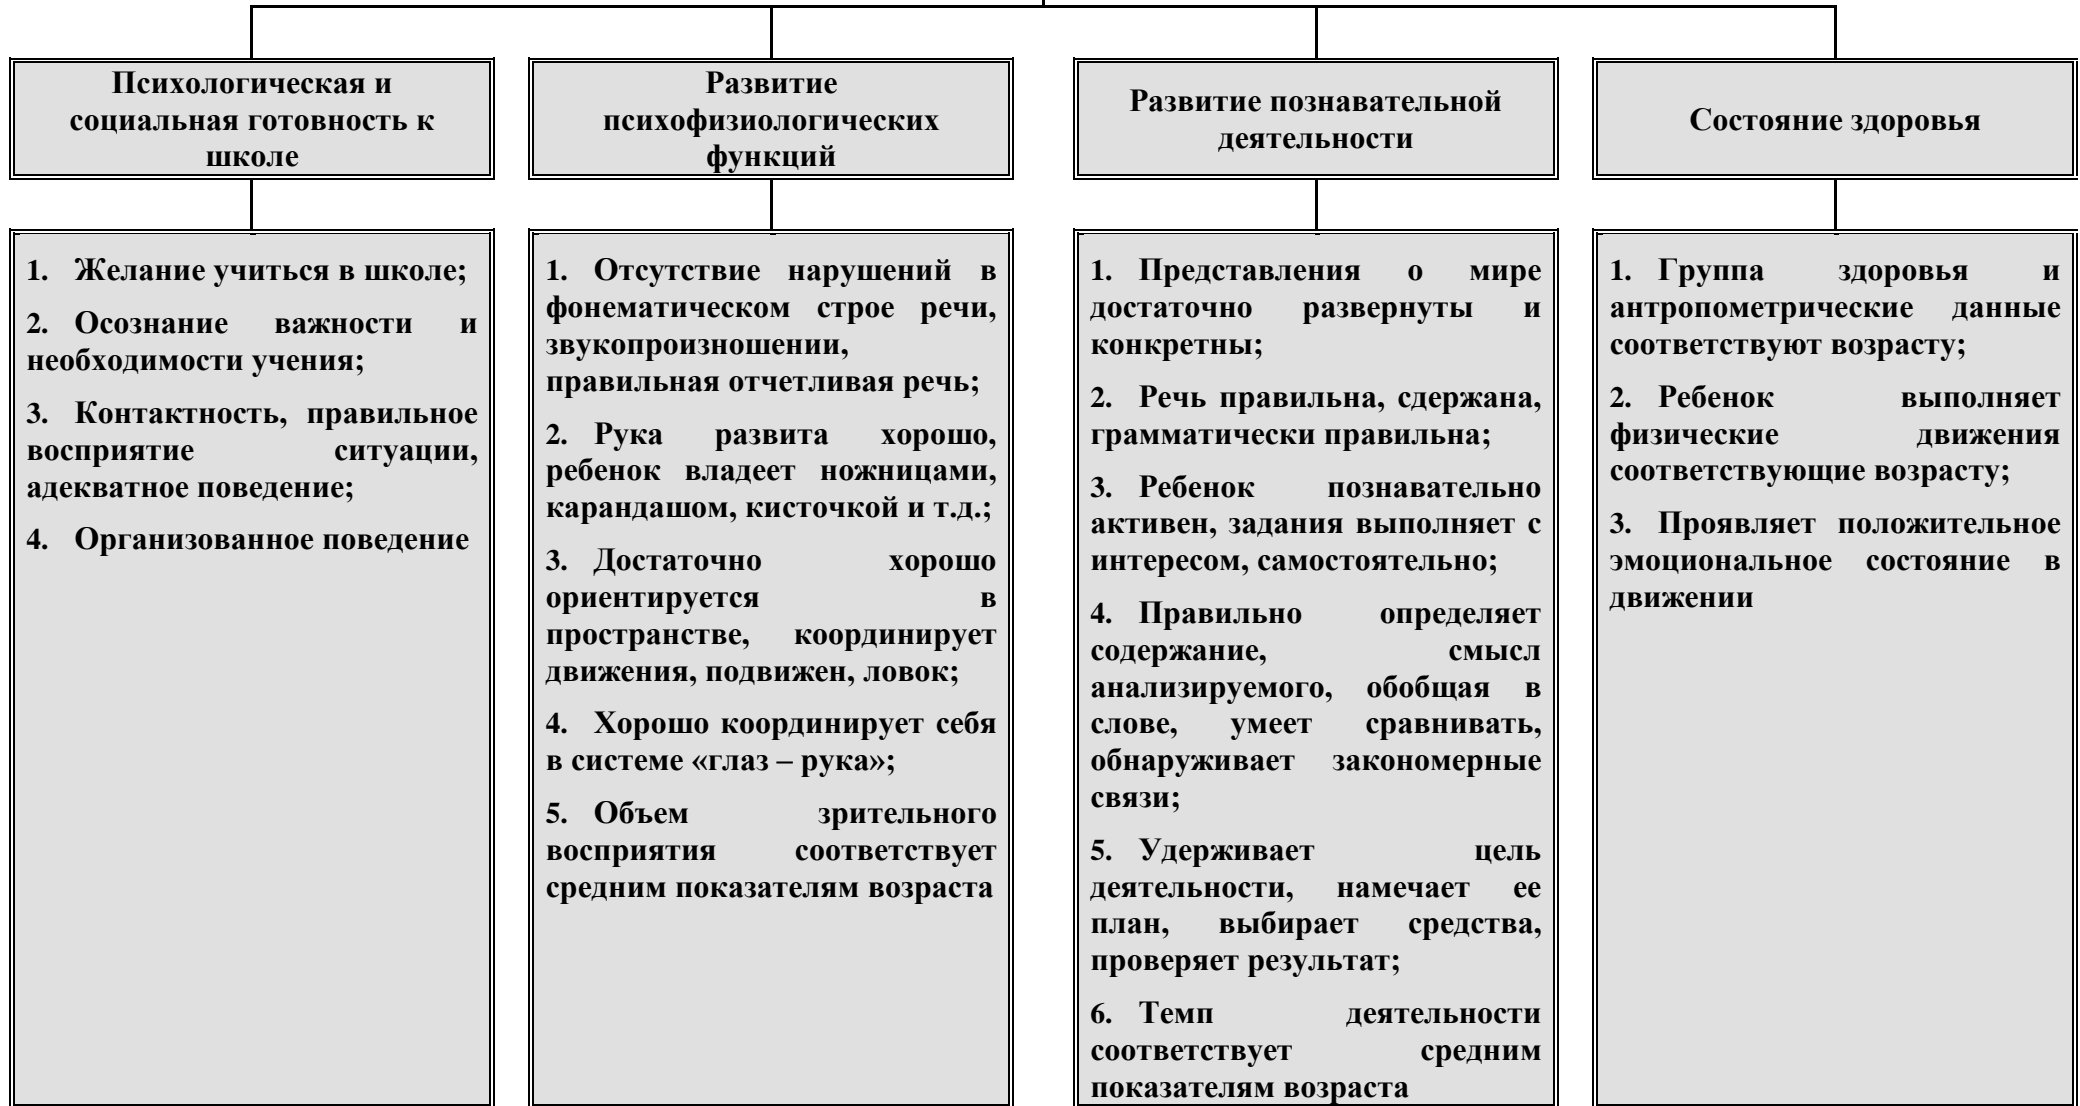 Психологическая и
социальная готовность к
школе
1. Желание учиться в школе;
2. Осознание важности и
необходимости учения;
3. Контактность, правильное
восприятие ситуации,
адекватное поведение;
4. Организованное поведение
Развитие
психофизиологических
функций
1. Отсутствие нарушений в
фонематическом строе речи,
звукопроизношении,
правильная отчетливая речь;
2. Рука развита хорошо,
ребенок владеет ножницами,
карандашом, кисточкой и т.д.;
3. Достаточно хорошо
ориентируется в
пространстве, координирует
движения, подвижен, ловок;
4. Хорошо координирует себя
в системе «глаз – рука»;
5. Объем зрительного
восприятия соответствует
средним показателям возраста
Развитие познавательной
деятельности
1. Представления о мире
достаточно развернуты и
конкретны;
2. Речь правильна, сдержана,
грамматически правильна;
3. Ребенок познавательно
активен, задания выполняет с
интересом, самостоятельно;
4. Правильно определяет
содержание, смысл
анализируемого, обобщая в
слове, умеет сравнивать,
обнаруживает закономерные
связи;
5. Удерживает цель
деятельности, намечает ее
план, выбирает средства,
проверяет результат;
6. Темп деятельности
соответствует средним
показателям возраста
Состояние здоровья
1. Группа здоровья и
антропометрические данные
соответствуют возрасту;
2. Ребенок выполняет
физические движения
соответствующие возрасту;
3. Проявляет положительное
эмоциональное состояние в
движении